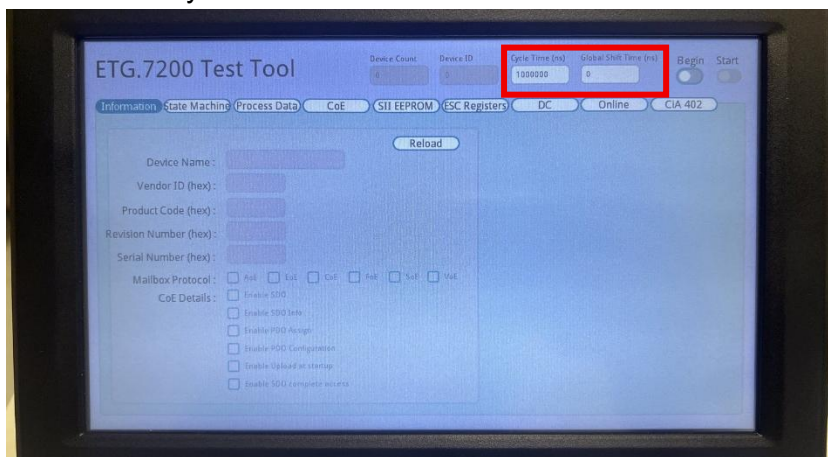 ETG.7200 Test Tool
Device Count
0
Device ID
0
Cycle Time (ns)
1000000
Global Shift Time (ns)
0
Begin
Start
Information
State Machine
Process Data
CoE
SII EEPROM
ESC Registers
DC
Online
CiA 402
Reload
Device Name :
Vendor ID (hex) :
Product Code (hex) :
Revision Number (hex) :
Serial Number (hex) :
Mailbox Protocol :
AoE
EoE
CoE
FoE
SoE
VoE
CoE Details :
Enable SDO
Enable SDO Info
Enable PDO Assign
Enable PDO Configuration
Enable Upload at startup
Enable SDO complete access